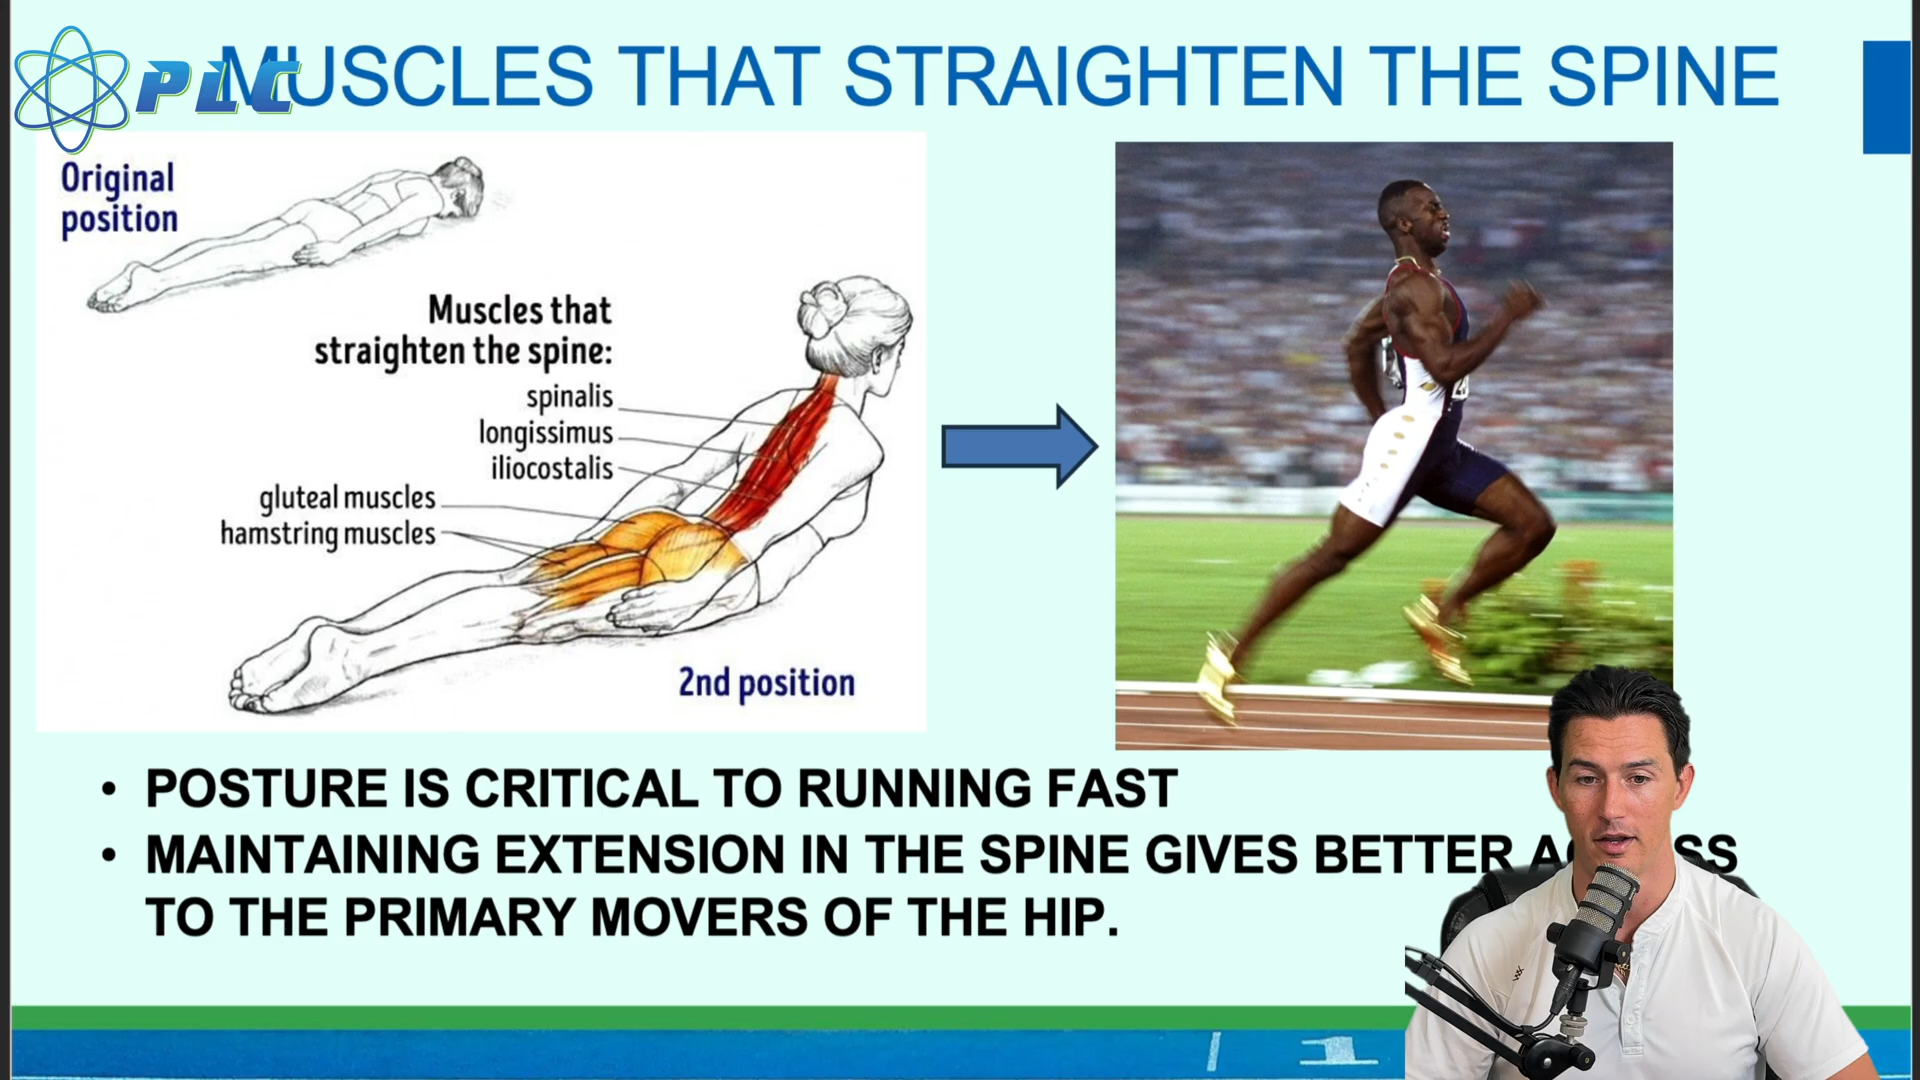 PLC
MUSCLES THAT STRAIGHTEN THE SPINE
Original
position
Muscles that
straighten the spine:
spinalis
longissimus
iliocostalis
gluteal muscles
hamstring muscles
2nd position
• POSTURE IS CRITICAL TO RUNNING FAST
• MAINTAINING EXTENSION IN THE SPINE GIVES BETTER
TO THE PRIMARY MOVERS OF THE HIP.
1